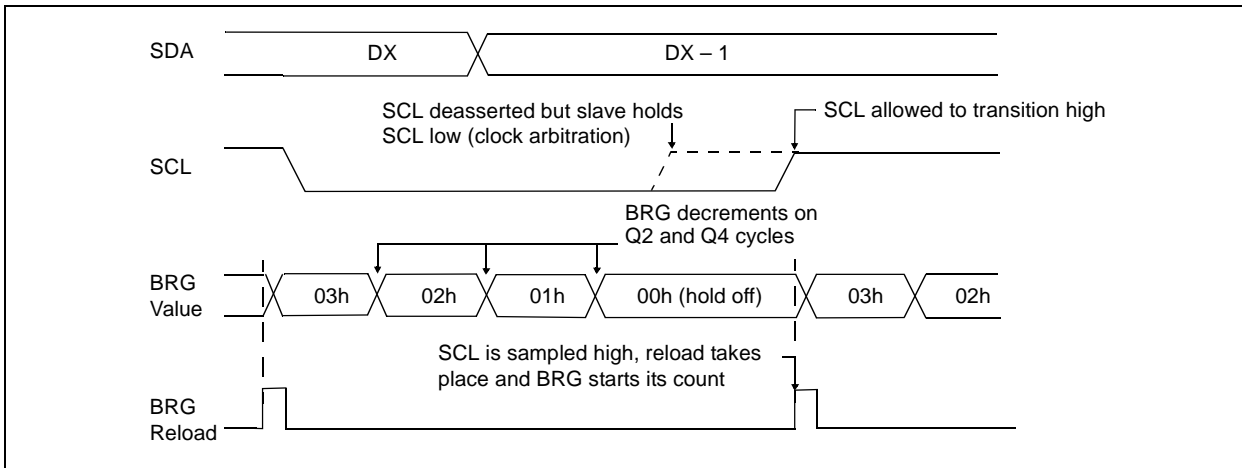 SDA
DX
DX – 1
SCL deasserted but slave holds
SCL low (clock arbitration)
SCL allowed to transition high
SCL
BRG decrements on
Q2 and Q4 cycles
BRG
Value
03h
02h
01h
00h (hold off)
03h
02h
SCL is sampled high, reload takes
place and BRG starts its count
BRG
Reload